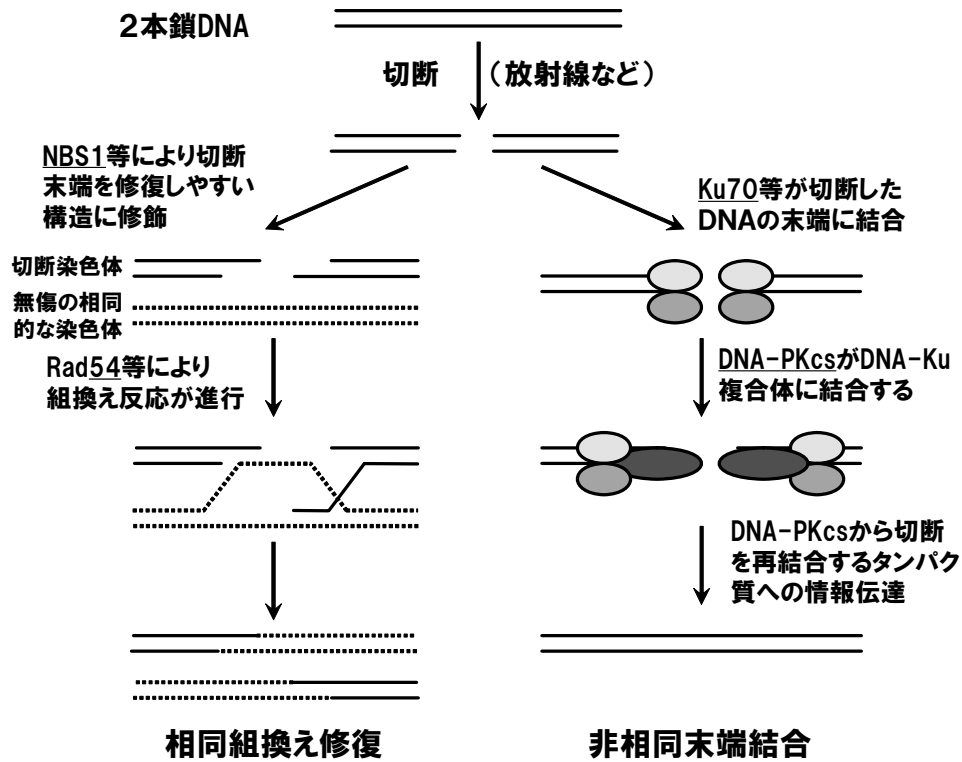 2本鎖DNA
切断 （放射線など）
NBS1等により切断
末端を修復しやすい
構造に修飾
Ku70等が切断した
DNAの末端に結合
切断染色体
無傷の相同
的な染色体
Rad54等により
組換え反応が進行
DNA-PKcsがDNA-Ku
複合体に結合する
DNA-PKcsから切断
を再結合するタンパク
質への情報伝達
相同組換え修復
非相同末端結合